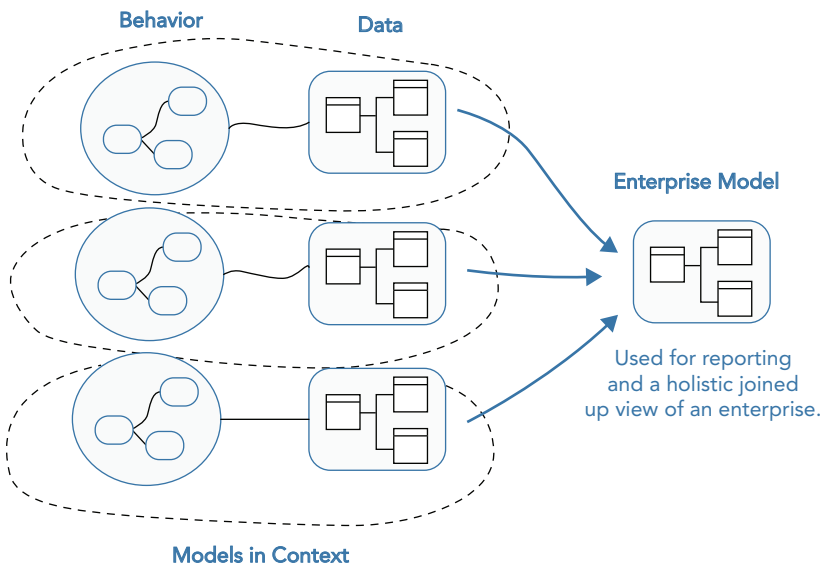 Behavior
Data
Enterprise Model
Used for reporting
and a holistic joined
up view of an enterprise.
Models in Context